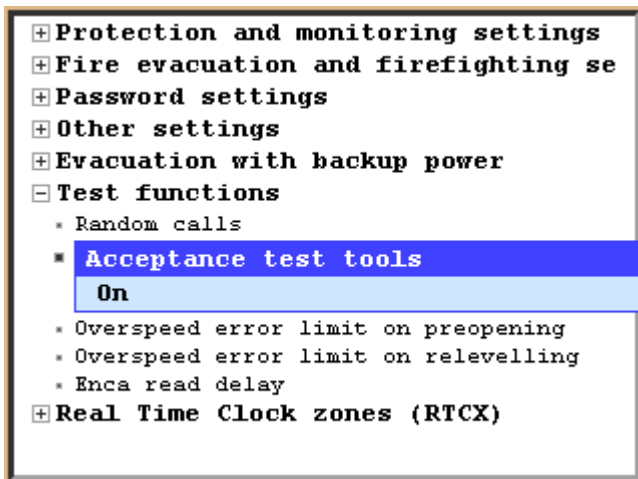 Protection and monitoring settings
Fire evacuation and firefighting se
Password settings
Other settings
Evacuation with backup power
Test functions
Random calls
Acceptance test tools
On
Overspeed error limit on preopening
Overspeed error limit on relevelling
Enca read delay
Real Time Clock zones (RTCX)